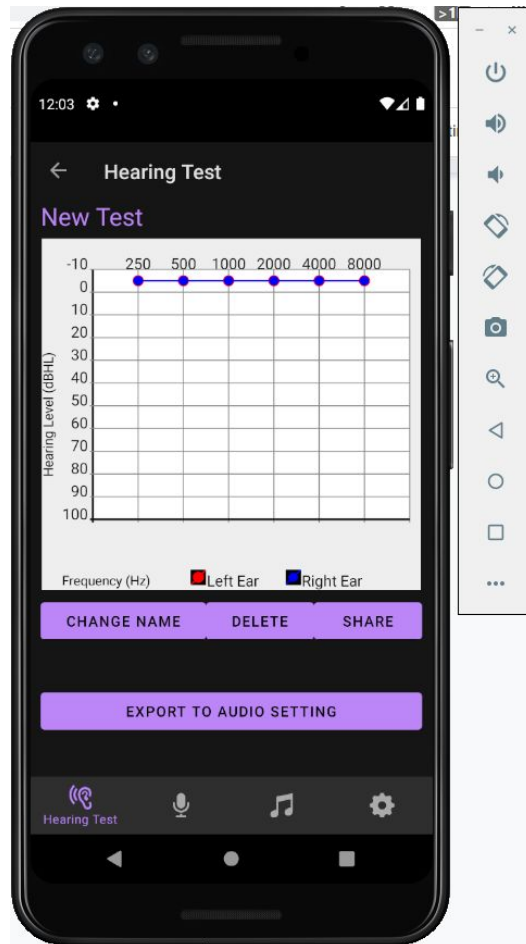 12:03
Hearing Test
New Test
-10 250 500 1000 2000 4000 8000
0
10
20
30
40
50
60
70
80
90
100
Hearing Level (dBHL)
Frequency (Hz) Left Ear Right Ear
CHANGE NAME DELETE SHARE
EXPORT TO AUDIO SETTING
Hearing Test